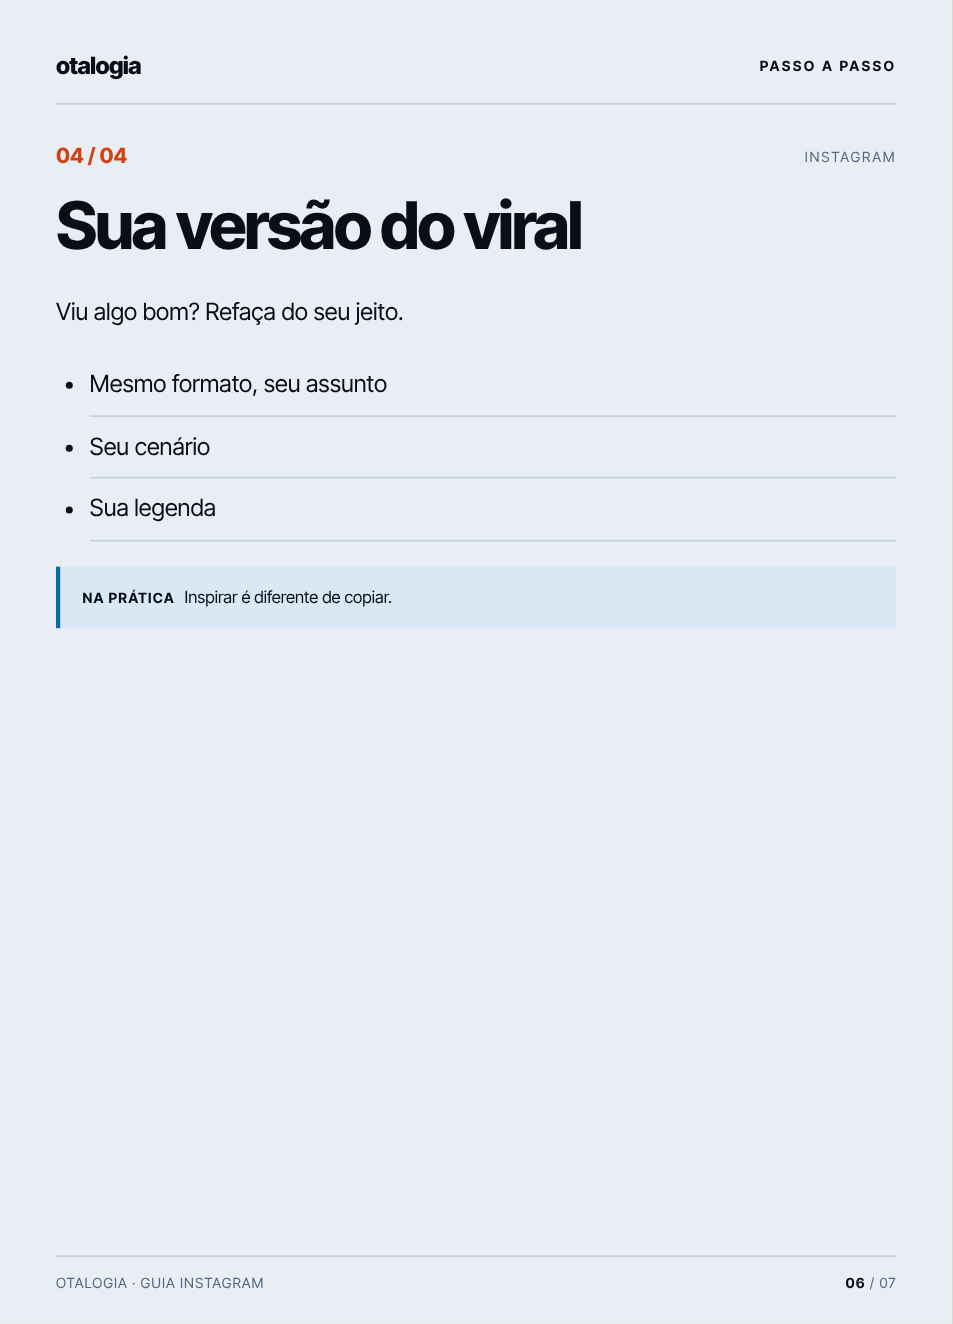 otalogia
PASSO A PASSO
04 / 04
INSTAGRAM
Sua versão do viral
Viu algo bom? Refaça do seu jeito.
• Mesmo formato, seu assunto
• Seu cenário
• Sua legenda
NA PRÁTICA Inspirar é diferente de copiar.
OTALOGIA · GUIA INSTAGRAM
06 / 07